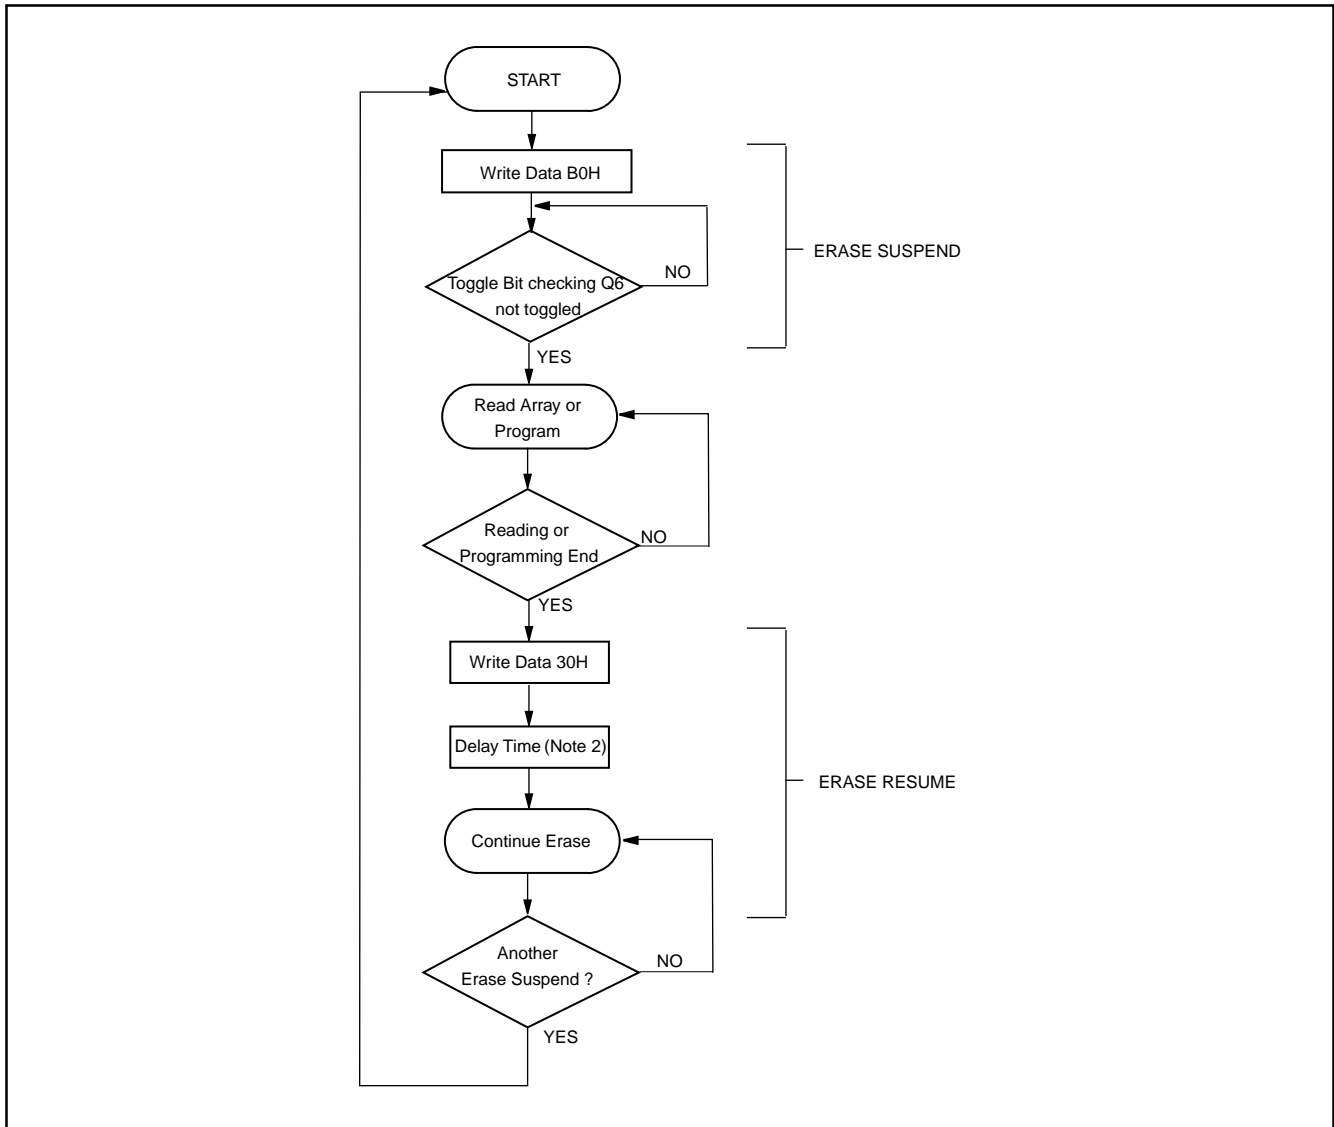 START
Write Data B0H
ERASE SUSPEND
NO
Toggle Bit checking Q6
not toggled
YES
Read Array or
Program
Reading or
NO
Programming End
YES
Write Data 30H
Delay Time (Note 2)
ERASE RESUME
Continue Erase
Another
NO
Erase Suspend ?
YES